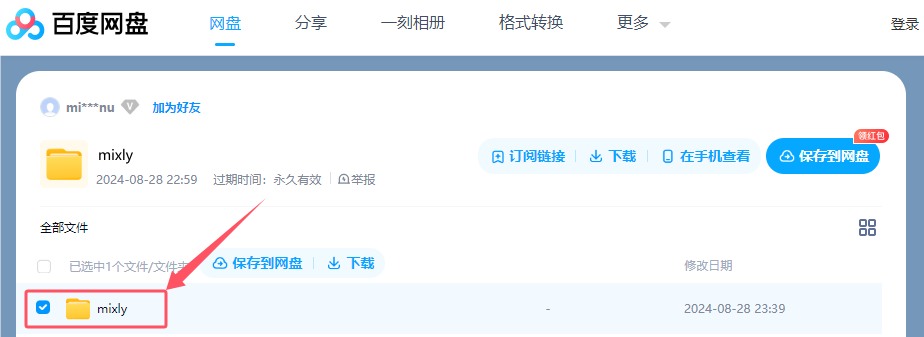 百度网盘 网盘 分享 一刻相册 格式转换 更多 登录
mi***nu 加为好友
领红包
mixly 订阅链接 下载 在手机查看 保存到网盘
2024-08-28 22:59 过期时间：永久有效 举报
全部文件
已选中1个文件/文件夹 保存到网盘 下载 修改日期
mixly - 2024-08-28 23:39